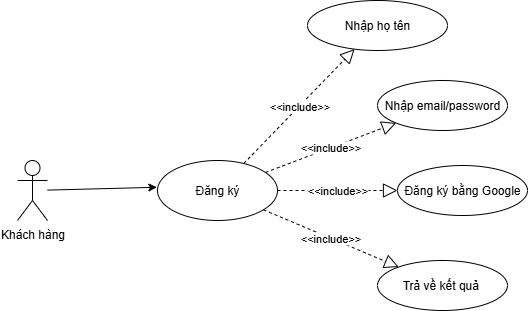 Nhập họ tên
<<include>>
Nhập email/password
<<include>>
Đăng ký
<<include>>
Đăng ký bằng Google
Khách hàng
<<include>>
Trả về kết quả